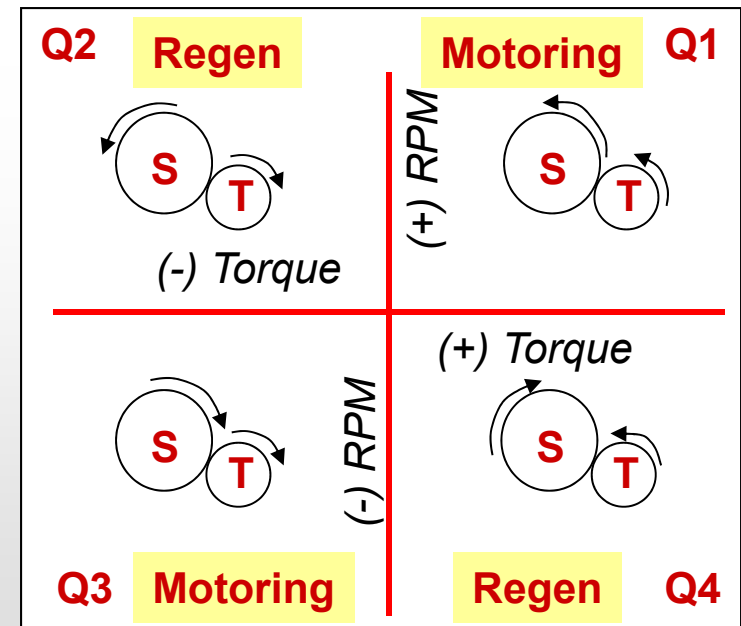 Q2 Regen
Motoring Q1
S T
(+) RPM
S T
(-) Torque
(+) Torque
S T
(-) RPM
S T
Q3 Motoring
Regen Q4